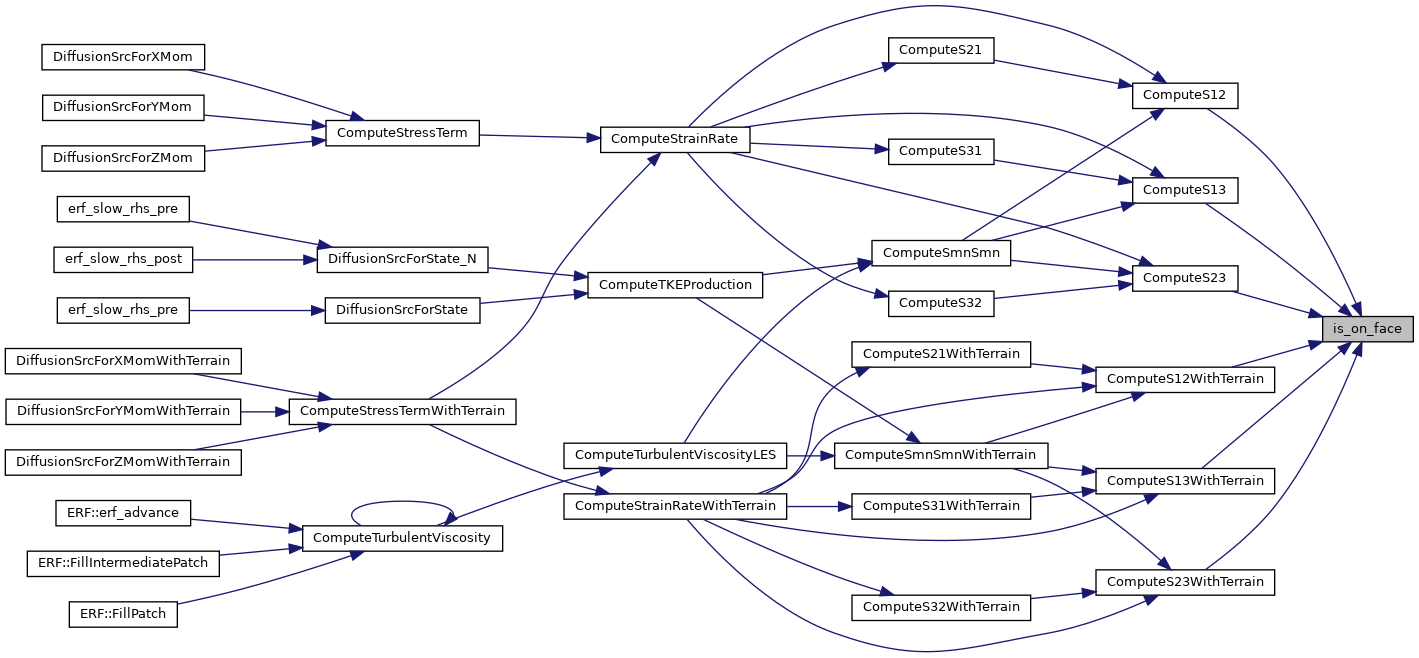 DiffusionSrcForXMom
DiffusionSrcForYMom
DiffusionSrcForZMom
erf_slow_rhs_pre
erf_slow_rhs_post
erf_slow_rhs_pre
DiffusionSrcForXMomWithTerrain
DiffusionSrcForYMomWithTerrain
DiffusionSrcForZMomWithTerrain
ERF::erf_advance
ERF::FillIntermediatePatch
ERF::FillPatch
ComputeStressTerm
DiffusionSrcForState_N
DiffusionSrcForState
ComputeStressTermWithTerrain
ComputeTurbulentViscosity
ComputeStrainRate
ComputeTKEProduction
ComputeTurbulentViscosityLES
ComputeStrainRateWithTerrain
ComputeS21
ComputeS31
ComputeSmnSmn
ComputeS32
ComputeS21WithTerrain
ComputeSmnSmnWithTerrain
ComputeS31WithTerrain
ComputeS32WithTerrain
ComputeS12
ComputeS13
ComputeS23
ComputeS12WithTerrain
ComputeS13WithTerrain
ComputeS23WithTerrain
is_on_face